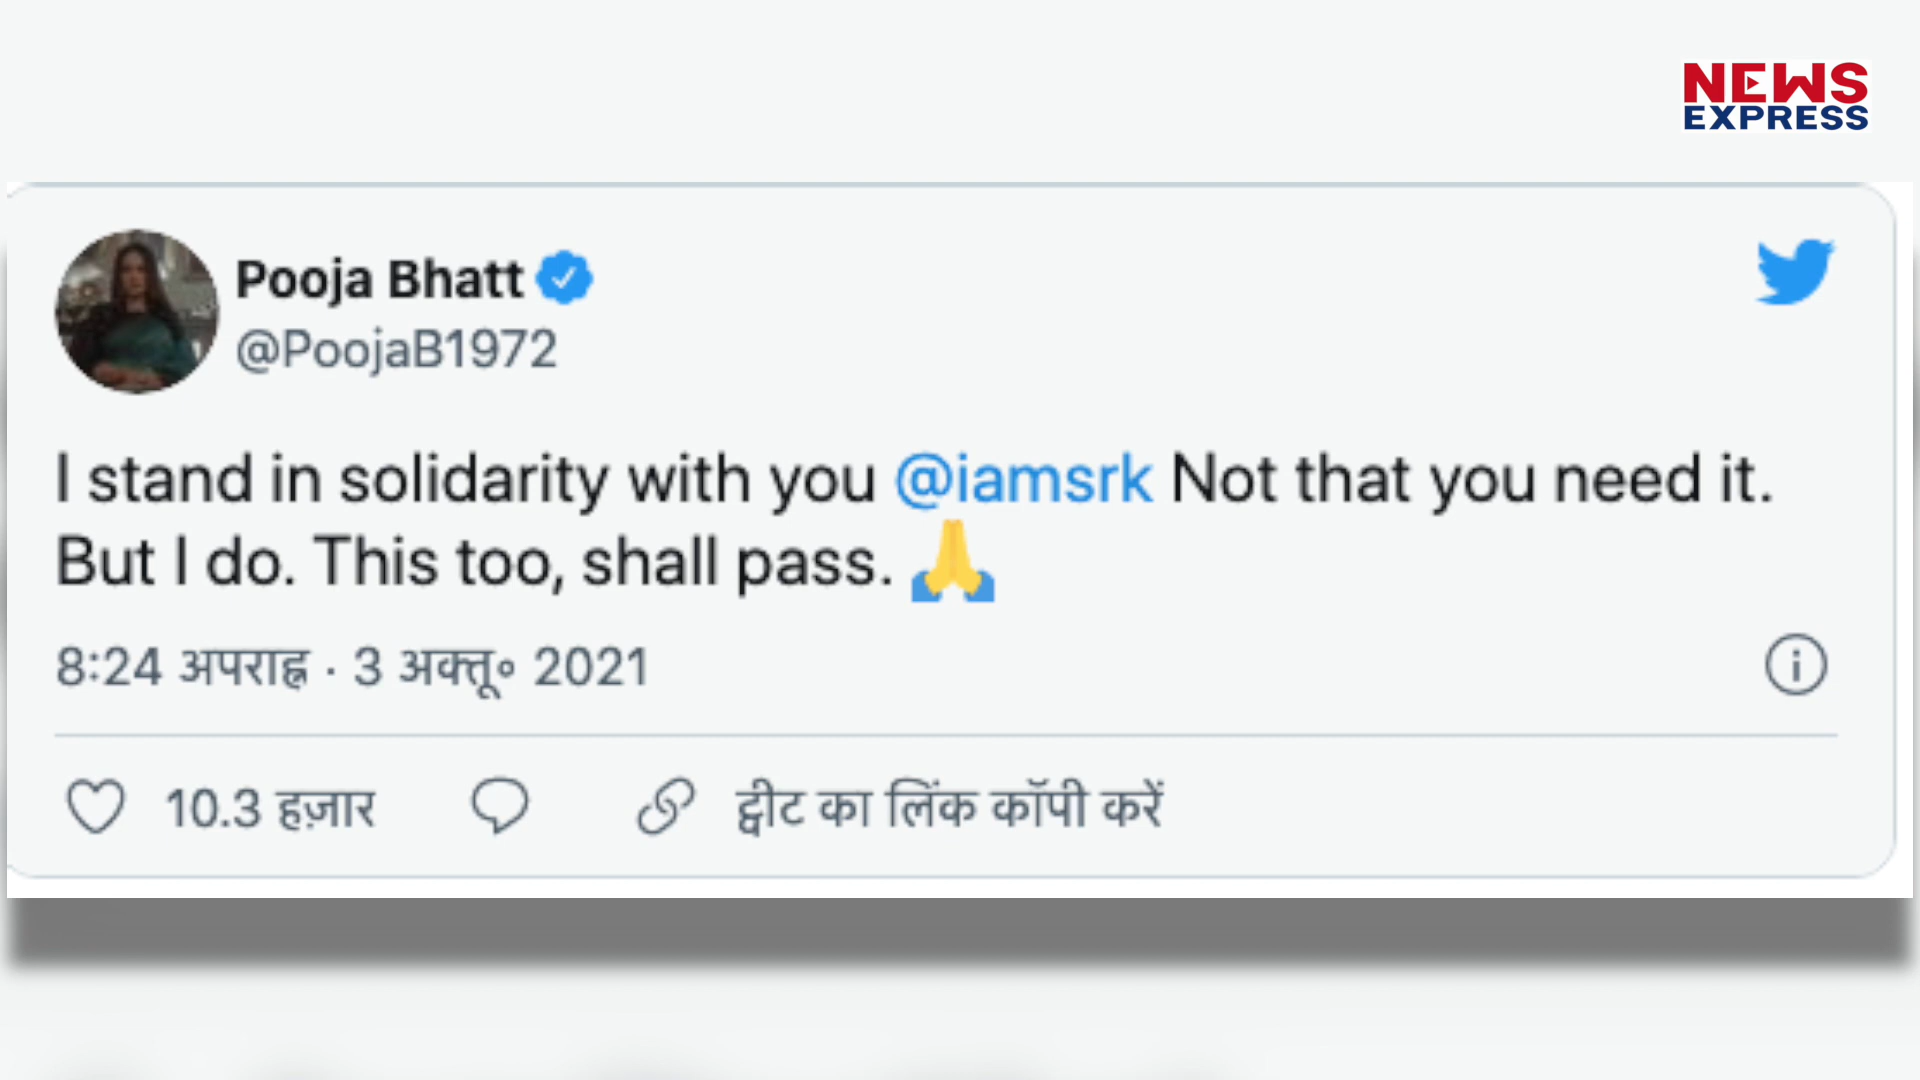 NEWS
EXPRESS
Pooja Bhatt
@PoojaB1972
I stand in solidarity with you @iamsrk Not that you need it.
But I do. This too, shall pass. 🙏
8:24 अपराह्न · 3 अक्तू॰ 2021
10.3 हज़ार
ट्वीट का लिंक कॉपी करें